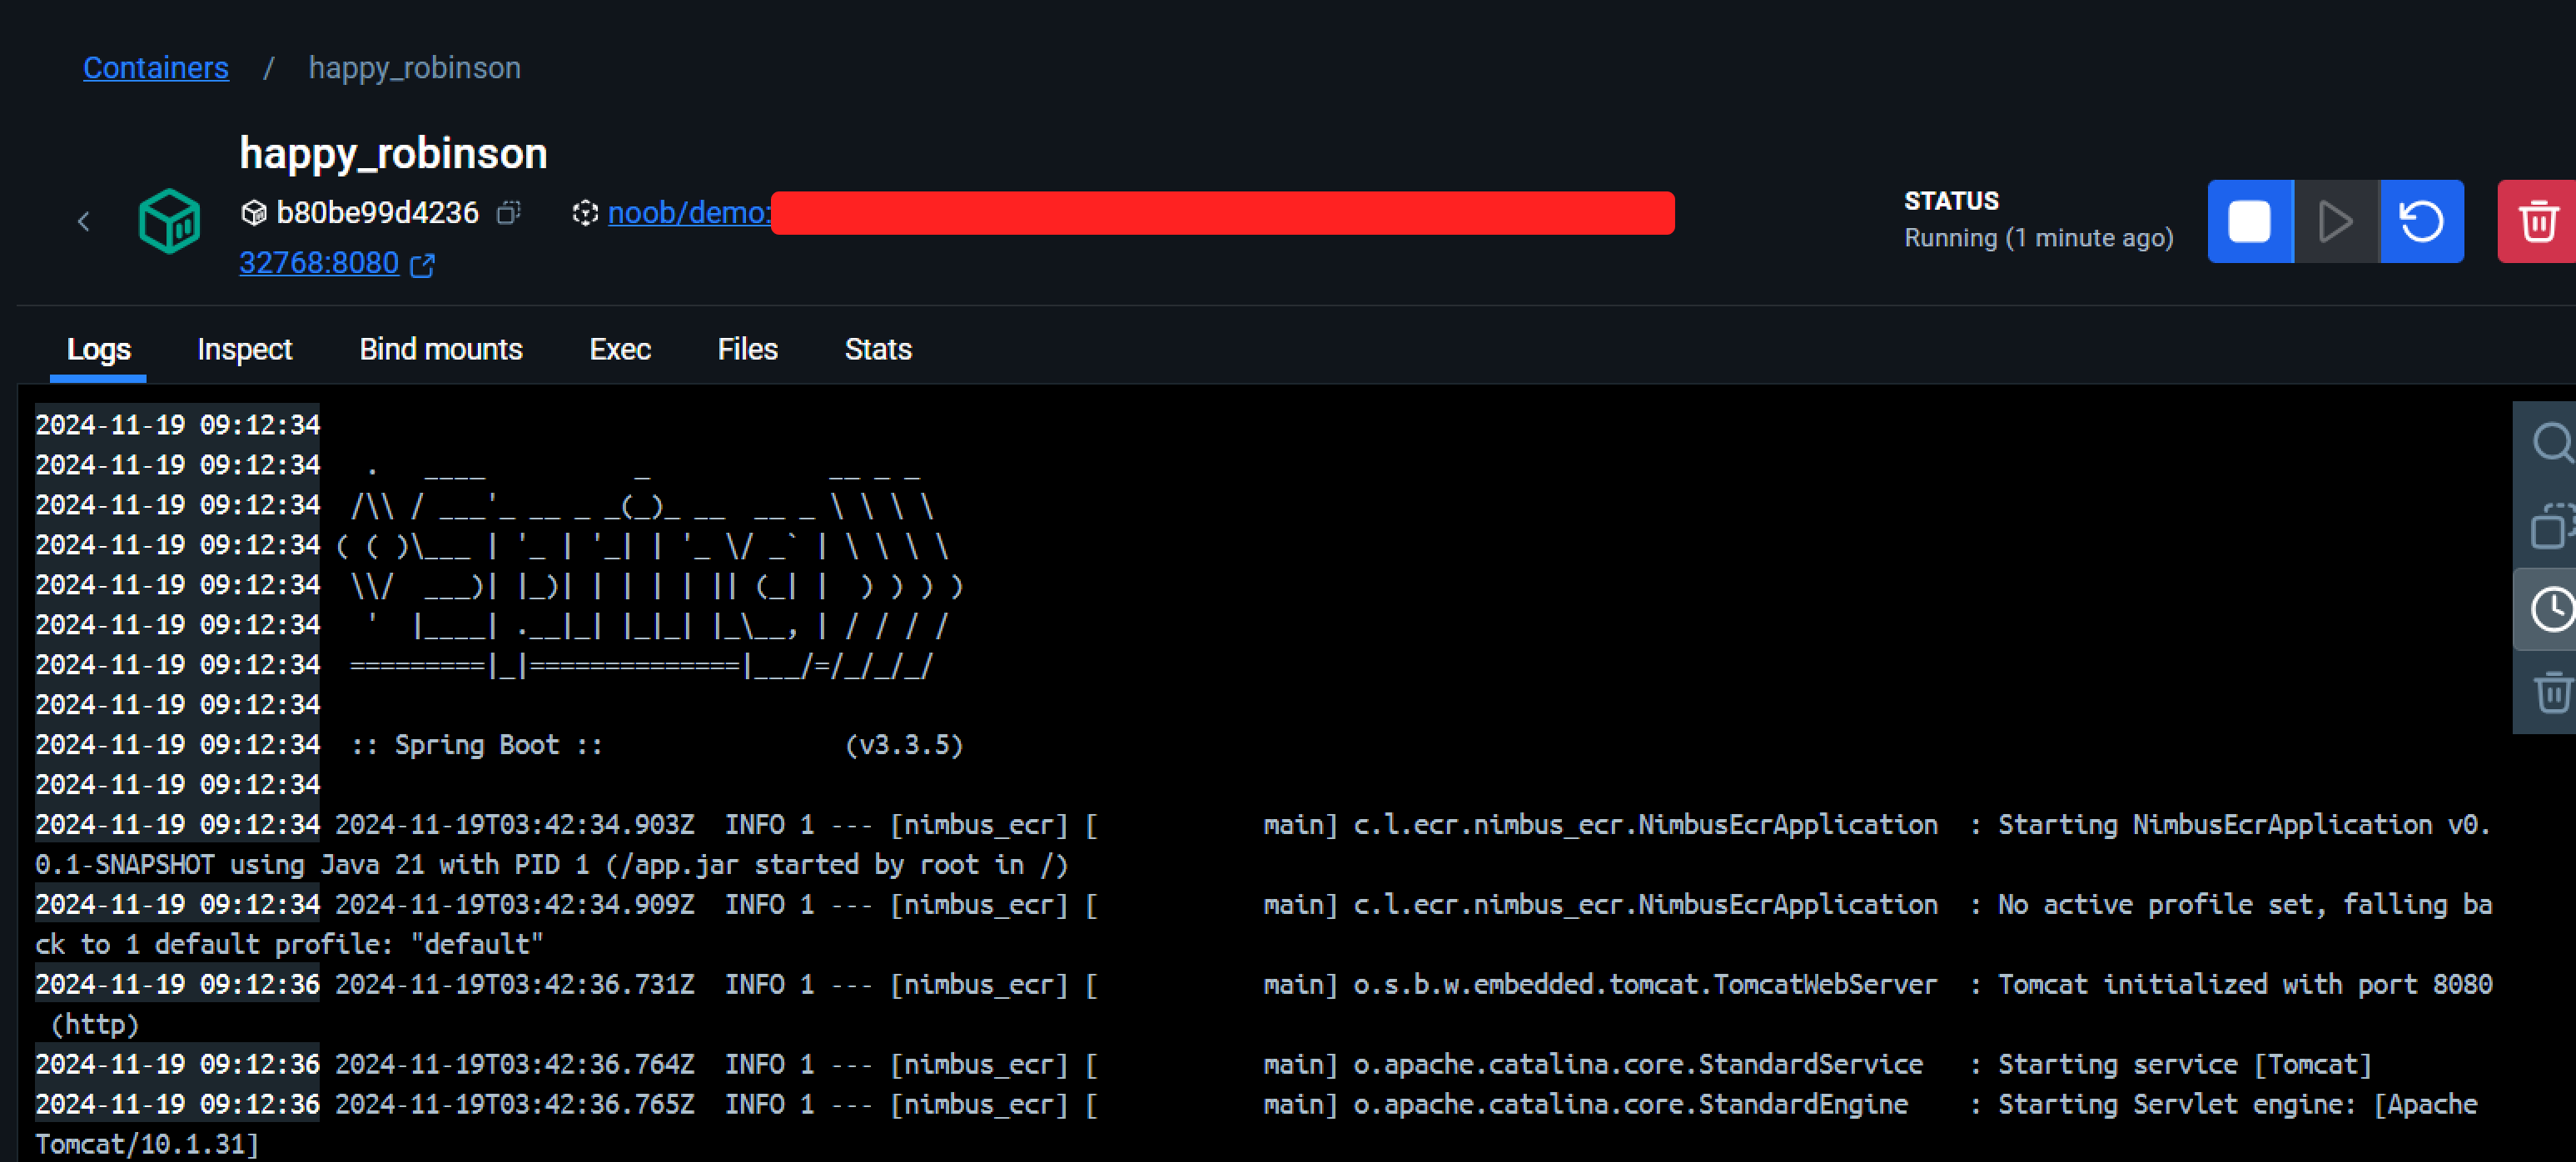 Containers / happy_robinson
happy_robinson
b80be99d4236 noob/demo:
32768:8080
STATUS
Running (1 minute ago)
Logs Inspect Bind mounts Exec Files Stats
2024-11-19 09:12:34
2024-11-19 09:12:34   .   ____          _            __ _ _
2024-11-19 09:12:34  /\\ / ___'_ __ _ _(_)_ __  __ _ \ \ \ \
2024-11-19 09:12:34 ( ( )\___ | '_ | '_| | '_ \/ _` | \ \ \ \
2024-11-19 09:12:34  \\/  ___)| |_)| | | | | || (_| |  ) ) ) )
2024-11-19 09:12:34   '  |____| .__|_| |_|_| |_\__, | / / / /
2024-11-19 09:12:34  =========|_|==============|___/=/_/_/_/
2024-11-19 09:12:34
2024-11-19 09:12:34  :: Spring Boot ::                (v3.3.5)
2024-11-19 09:12:34
2024-11-19 09:12:34 2024-11-19T03:42:34.903Z  INFO 1 --- [nimbus_ecr] [           main] c.l.ecr.nimbus_ecr.NimbusEcrApplication  : Starting NimbusEcrApplication v0.
0.1-SNAPSHOT using Java 21 with PID 1 (/app.jar started by root in /)
2024-11-19 09:12:34 2024-11-19T03:42:34.909Z  INFO 1 --- [nimbus_ecr] [           main] c.l.ecr.nimbus_ecr.NimbusEcrApplication  : No active profile set, falling ba
ck to 1 default profile: "default"
2024-11-19 09:12:36 2024-11-19T03:42:36.731Z  INFO 1 --- [nimbus_ecr] [           main] o.s.b.w.embedded.tomcat.TomcatWebServer  : Tomcat initialized with port 8080
 (http)
2024-11-19 09:12:36 2024-11-19T03:42:36.764Z  INFO 1 --- [nimbus_ecr] [           main] o.apache.catalina.core.StandardService   : Starting service [Tomcat]
2024-11-19 09:12:36 2024-11-19T03:42:36.765Z  INFO 1 --- [nimbus_ecr] [           main] o.apache.catalina.core.StandardEngine    : Starting Servlet engine: [Apache
Tomcat/10.1.31]